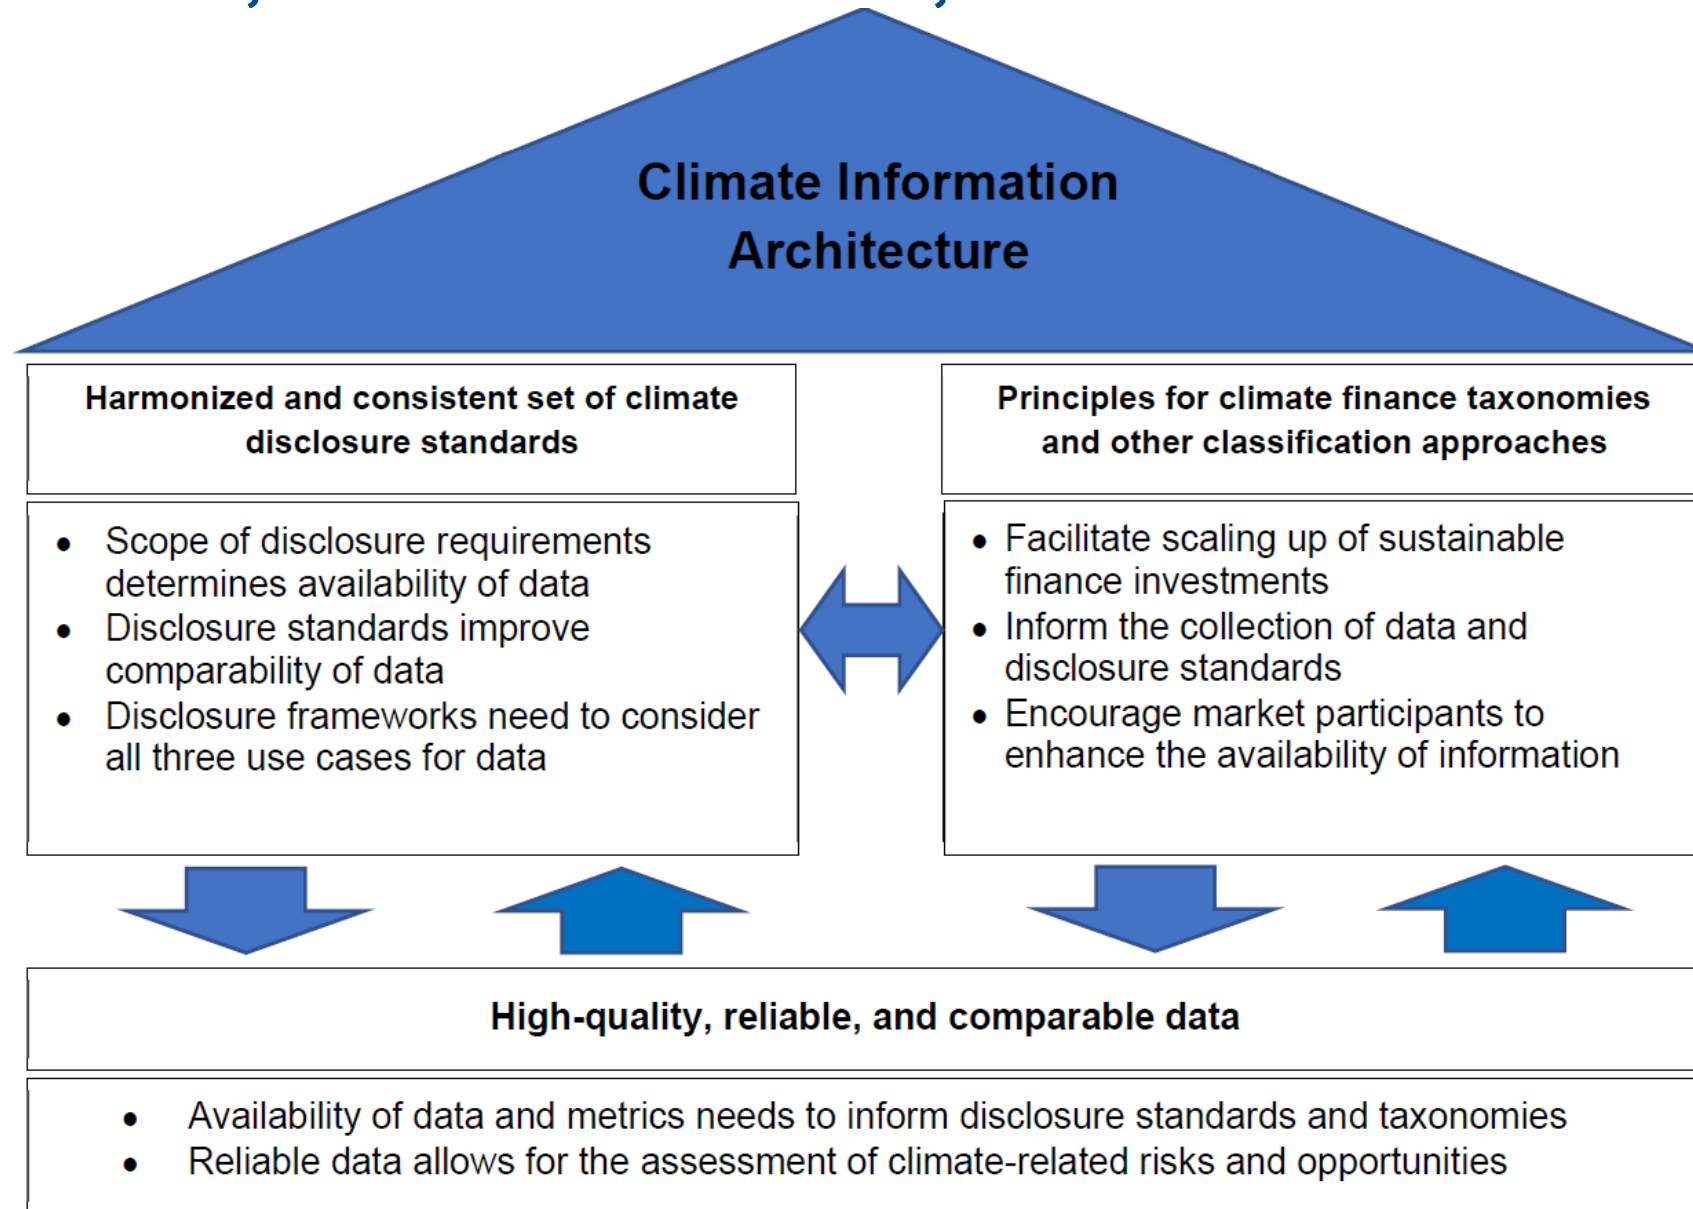 Climate Information
Architecture
Harmonized and consistent set of climate
disclosure standards
• Scope of disclosure requirements
determines availability of data
• Disclosure standards improve
comparability of data
• Disclosure frameworks need to consider
all three use cases for data
Principles for climate finance taxonomies
and other classification approaches
• Facilitate scaling up of sustainable
finance investments
• Inform the collection of data and
disclosure standards
• Encourage market participants to
enhance the availability of information
High-quality, reliable, and comparable data
• Availability of data and metrics needs to inform disclosure standards and taxonomies
• Reliable data allows for the assessment of climate-related risks and opportunities